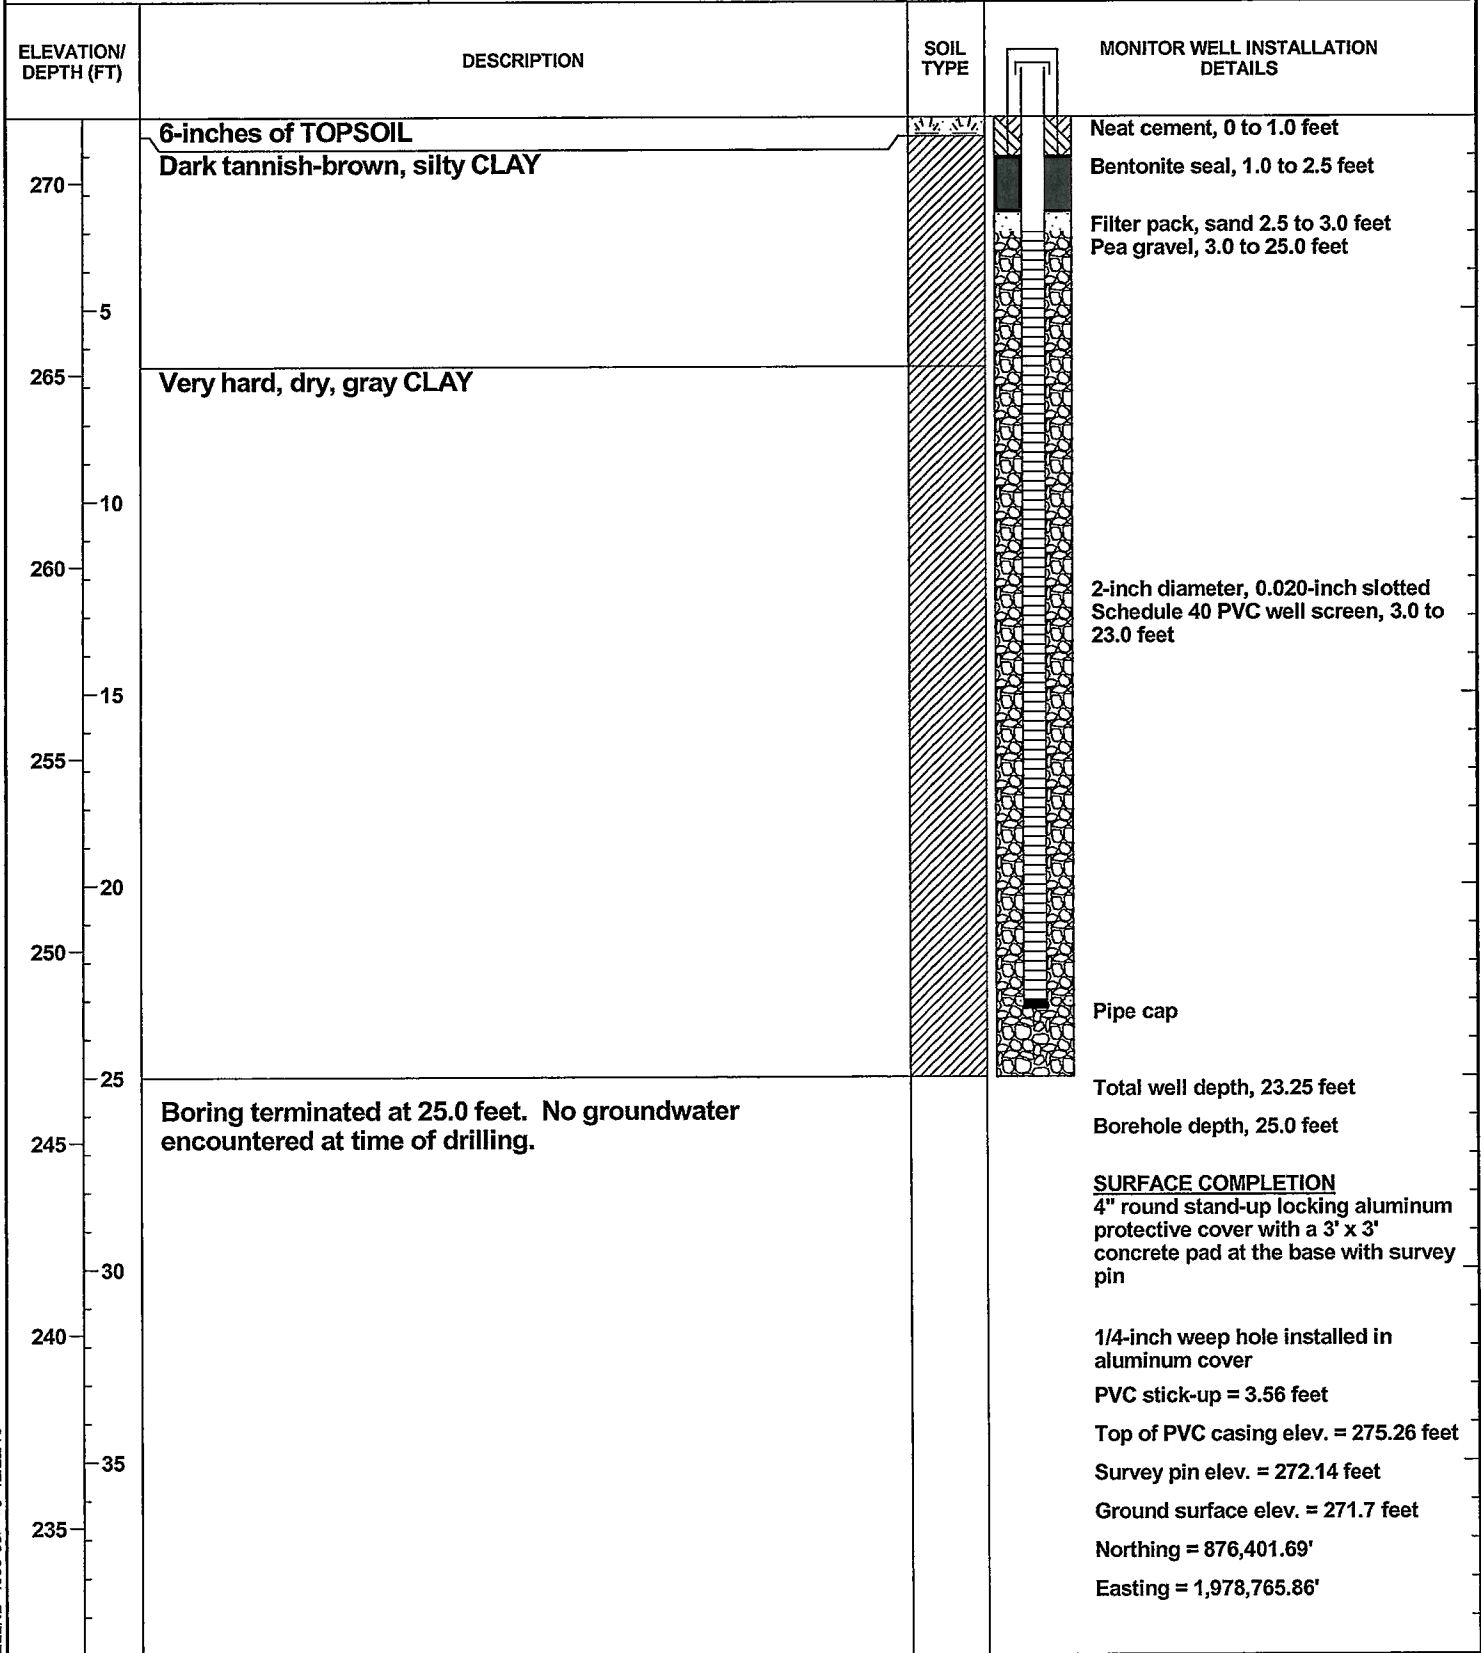 ELEVATION/
DEPTH (FT)
DESCRIPTION
SOIL
TYPE
MONITOR WELL INSTALLATION
DETAILS
6-inches of TOPSOIL
Dark tannish-brown, silty CLAY
Neat cement, 0 to 1.0 feet
Bentonite seal, 1.0 to 2.5 feet
270
Filter pack, sand 2.5 to 3.0 feet
Pea gravel, 3.0 to 25.0 feet
5
265
Very hard, dry, gray CLAY
10
260
2-inch diameter, 0.020-inch slotted
Schedule 40 PVC well screen, 3.0 to
23.0 feet
15
255
20
250
Pipe cap
25
Total well depth, 23.25 feet
Boring terminated at 25.0 feet. No groundwater
encountered at time of drilling.
Borehole depth, 25.0 feet
245
SURFACE COMPLETION
4" round stand-up locking aluminum
protective cover with a 3' x 3'
concrete pad at the base with survey
pin
30
240
1/4-inch weep hole installed in
aluminum cover
PVC stick-up = 3.56 feet
Top of PVC casing elev. = 275.26 feet
35
Survey pin elev. = 272.14 feet
Ground surface elev. = 271.7 feet
235
Northing = 876,401.69'
Easting = 1,978,765.86'